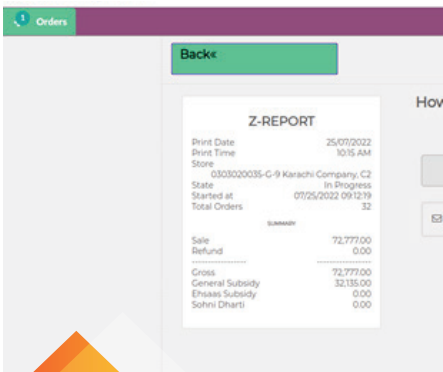 1
Orders
Back«
How
Z-REPORT
Print Date 25/07/2022
Print Time 10:15 AM
Store
0303020035-G-9 Karachi Company, C2
State In Progress
Started at 07/25/2022 09:12:19
Total Orders 32
SUMMARY
Sale 72,777.00
Refund 0.00
Gross 72,777.00
General Subsidy 32,135.00
Ehsaas Subsidy 0.00
Sohni Dharti 0.00